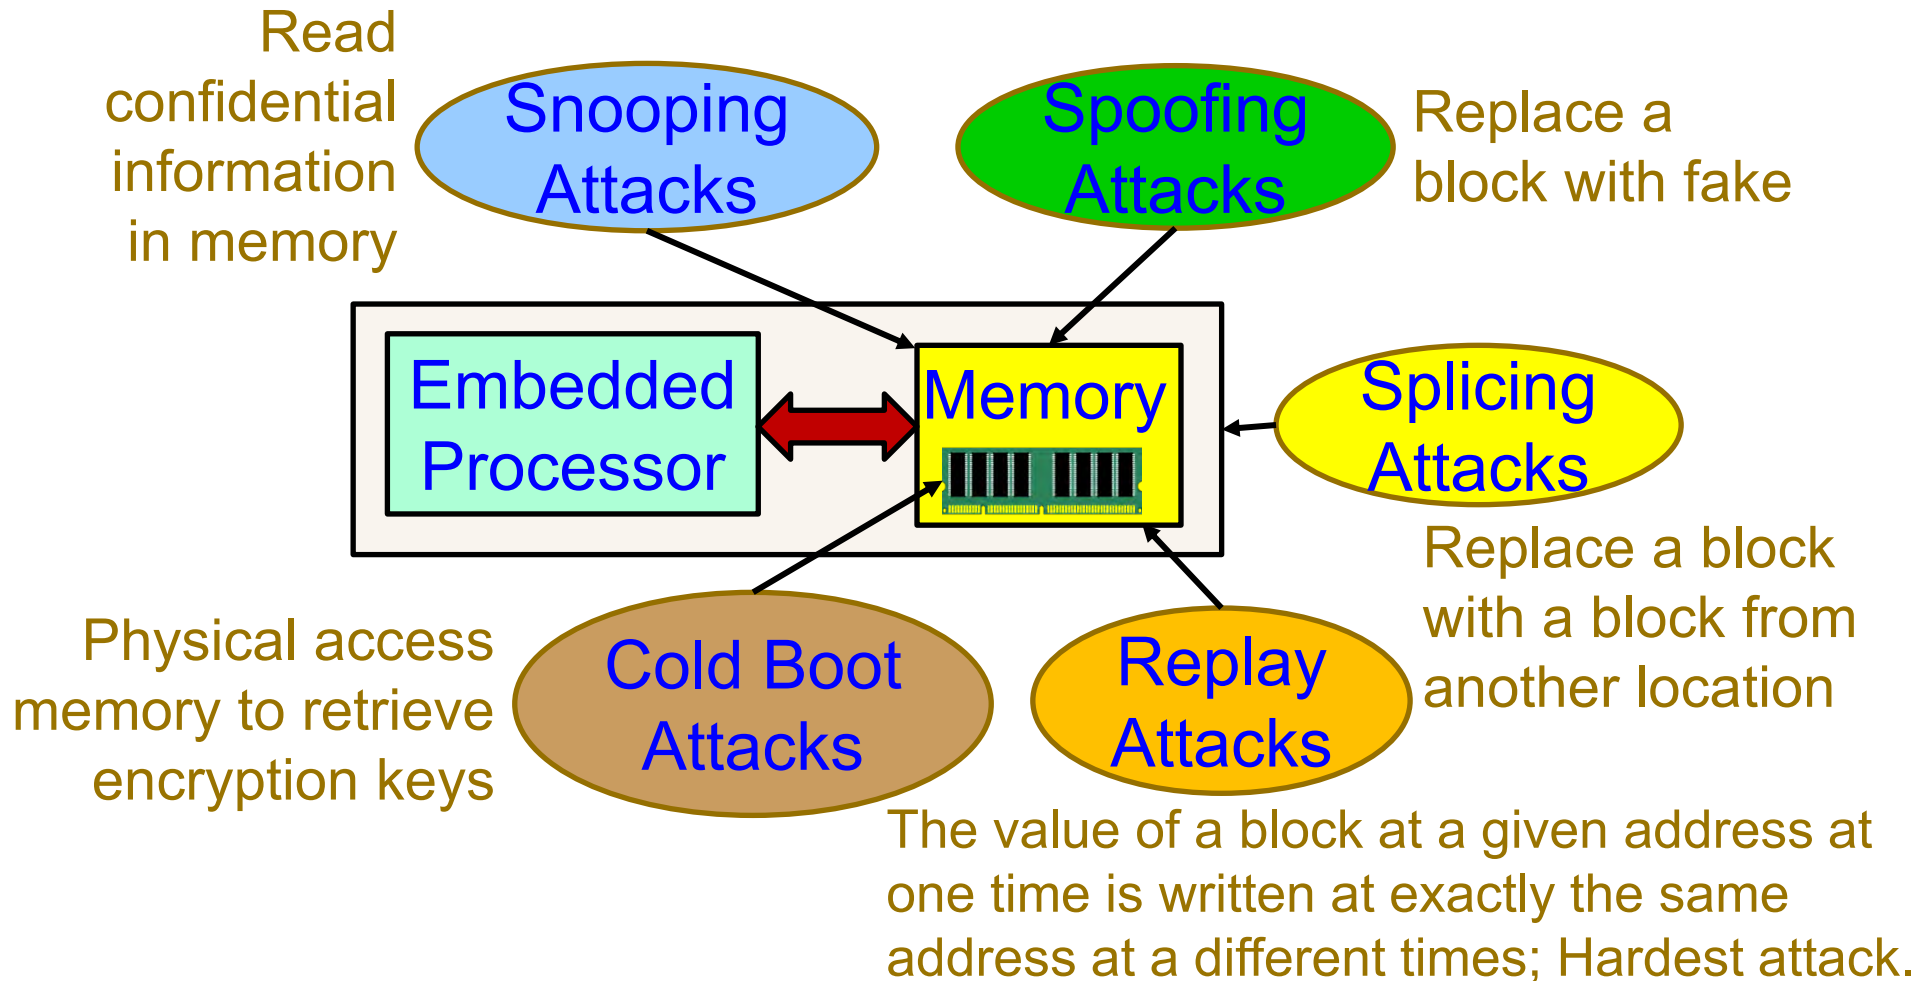 Read
confidential
information
in memory
Snooping
Attacks
Spoofing
Attacks
Replace a
block with fake
Embedded
Processor
Memory
Splicing
Attacks
Replace a block
with a block from
another location
Physical access
memory to retrieve
encryption keys
Cold Boot
Attacks
Replay
Attacks
The value of a block at a given address at
one time is written at exactly the same
address at a different times; Hardest attack.